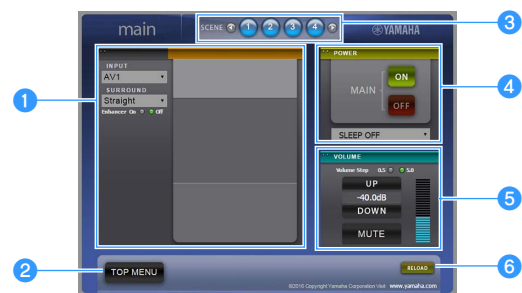 main
SCENE 1 2 3 4
YAMAHA
3
1
INPUT
AV1
SURROUND
Straight
Enhancer On Off
POWER
MAIN
ON
OFF
SLEEP OFF
4
VOLUME
Volume Step 0.5 5.0
UP
-40.0dB
DOWN
MUTE
5
2
TOP MENU
RELOAD
6
©2010 Copyright Yamaha Corporation Visit www.yamaha.com